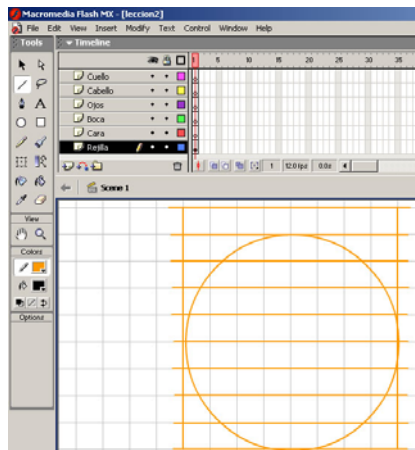 Macromedia Flash MX - [leccion2]
File Edit View Insert Modify Text Control Window Help
Tools
Timeline
1 5 10 15 20 25 30 35
Cuello
Cabello
Ojos
Boca
Cara
Rejilla
1 12.0 fps 0.0s
Scene 1
View
Colors
Options